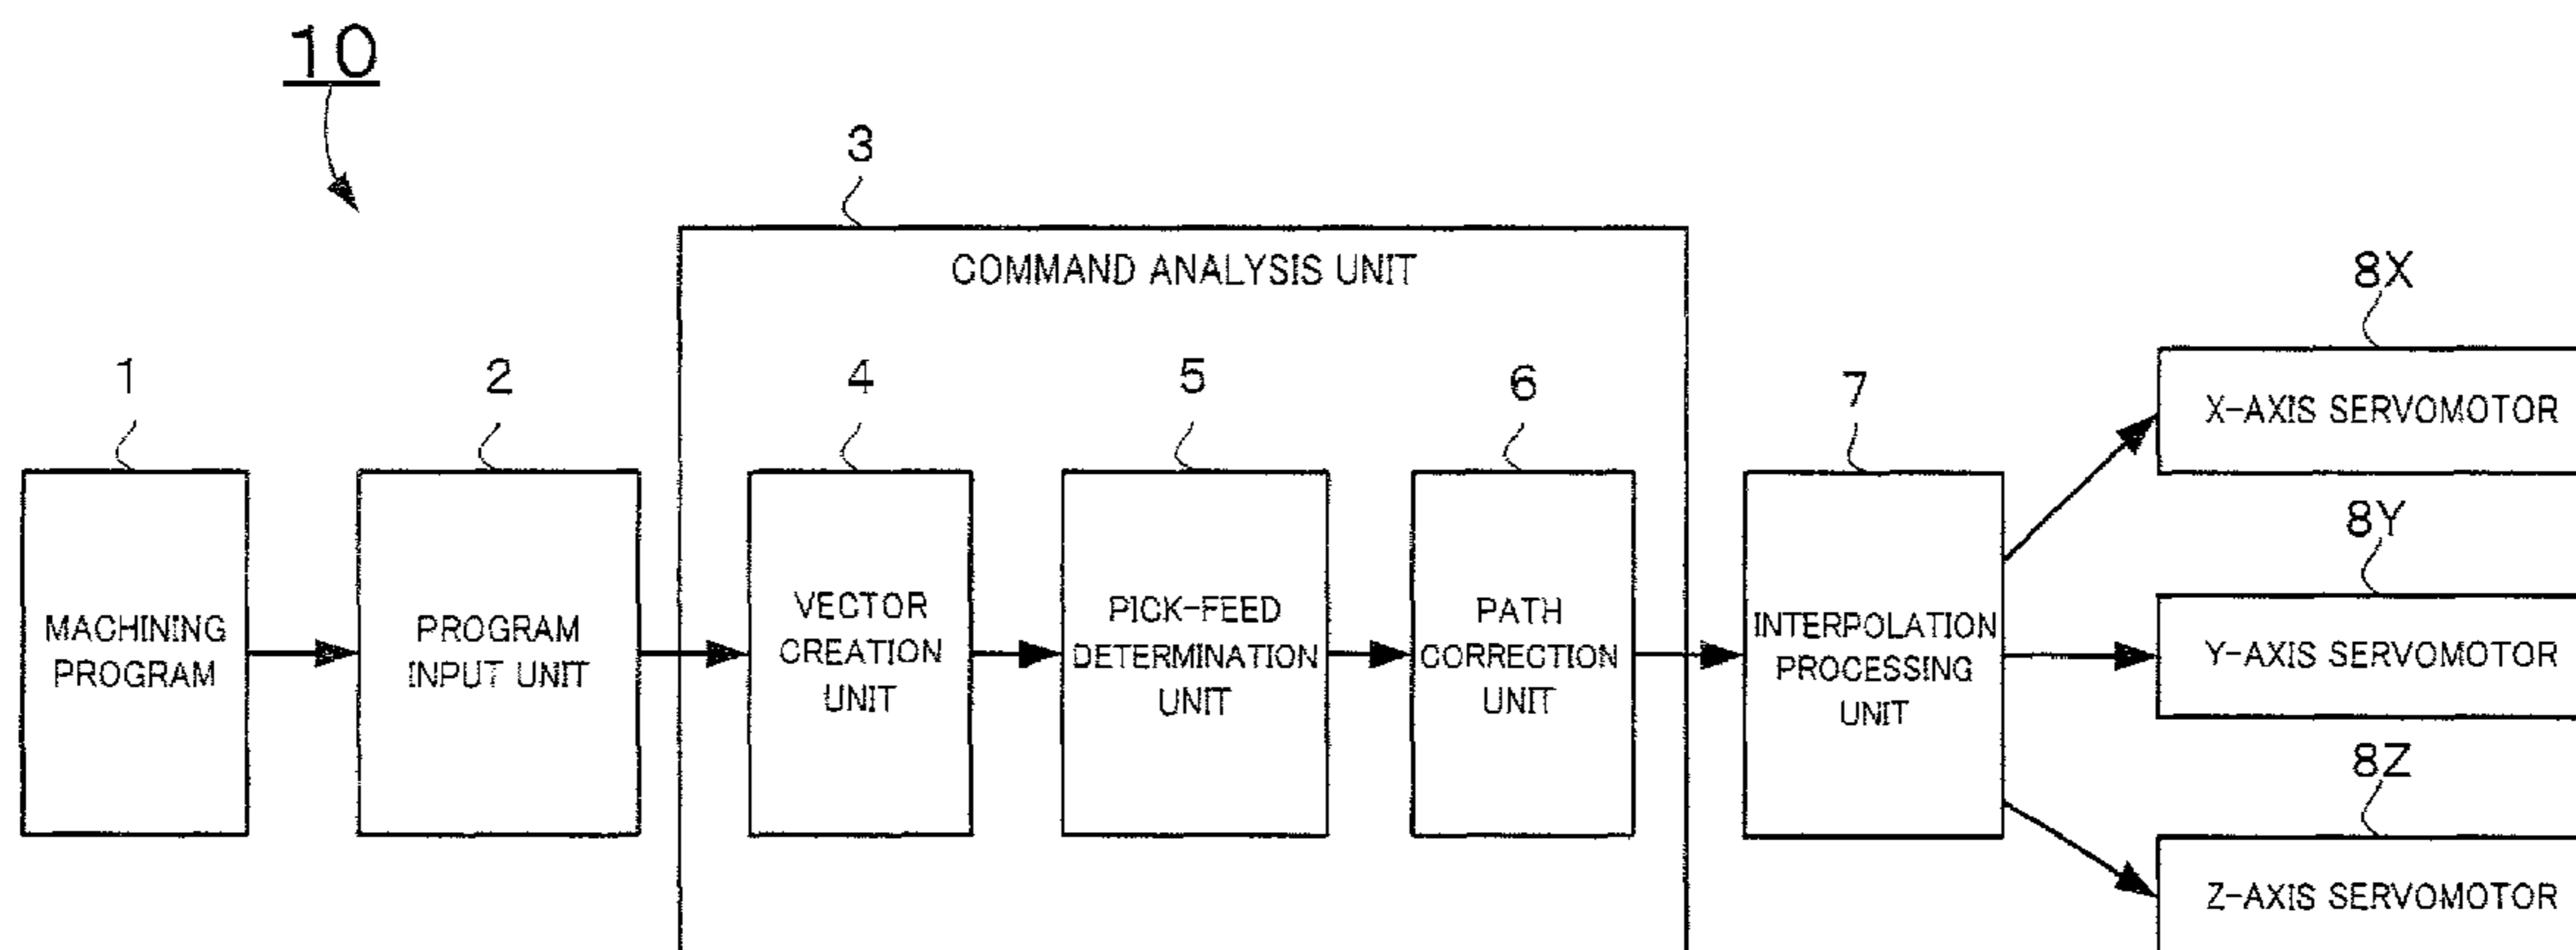 10
3
COMMAND ANALYSIS UNIT
8X
X-AXIS SERVOMOTOR
1
2
4
5
6
7
8Y
MACHINING
PROGRAM
PROGRAM
INPUT UNIT
VECTOR
CREATION
UNIT
PICK-FEED
DETERMINATION
UNIT
PATH
CORRECTION
UNIT
INTERPOLATION
PROCESSING
UNIT
Y-AXIS SERVOMOTOR
8Z
Z-AXIS SERVOMOTOR